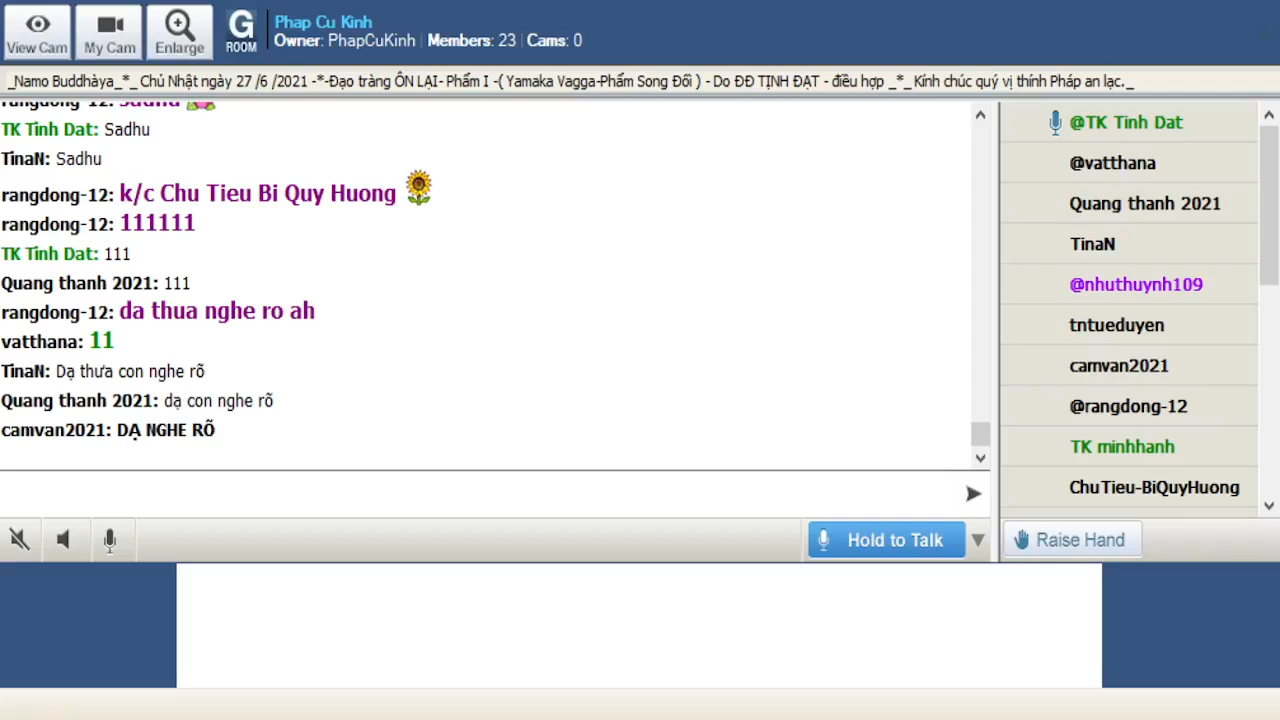 View Cam
My Cam
Enlarge
G
ROOM
Phap Cu Kinh
Owner: PhapCuKinh | Members: 23 | Cams: 0
_Namo Buddhàya_*_ Chủ Nhật ngày 27 /6 /2021 -*-Đạo tràng ÔN LẠI- Phẩm I -( Yamaka Vagga-Phẩm Song Đối ) - Do ĐĐ TỊNH ĐẠT - điều hợp _*_ Kính chúc quý vị thính Pháp an lạc._
rangdong-12: sadhu
TK Tinh Dat: Sadhu
TinaN: Sadhu
rangdong-12: k/c Chu Tieu Bi Quy Huong
rangdong-12: 111111
TK Tinh Dat: 111
Quang thanh 2021: 111
rangdong-12: da thua nghe ro ah
vatthana: 11
TinaN: Dạ thưa con nghe rõ
Quang thanh 2021: dạ con nghe rõ
camvan2021: DẠ NGHE RÕ
@TK Tinh Dat
@vatthana
Quang thanh 2021
TinaN
@nhuthuynh109
tntueduyen
camvan2021
@rangdong-12
TK minhhanh
ChuTieu-BiQuyHuong
Hold to Talk
Raise Hand